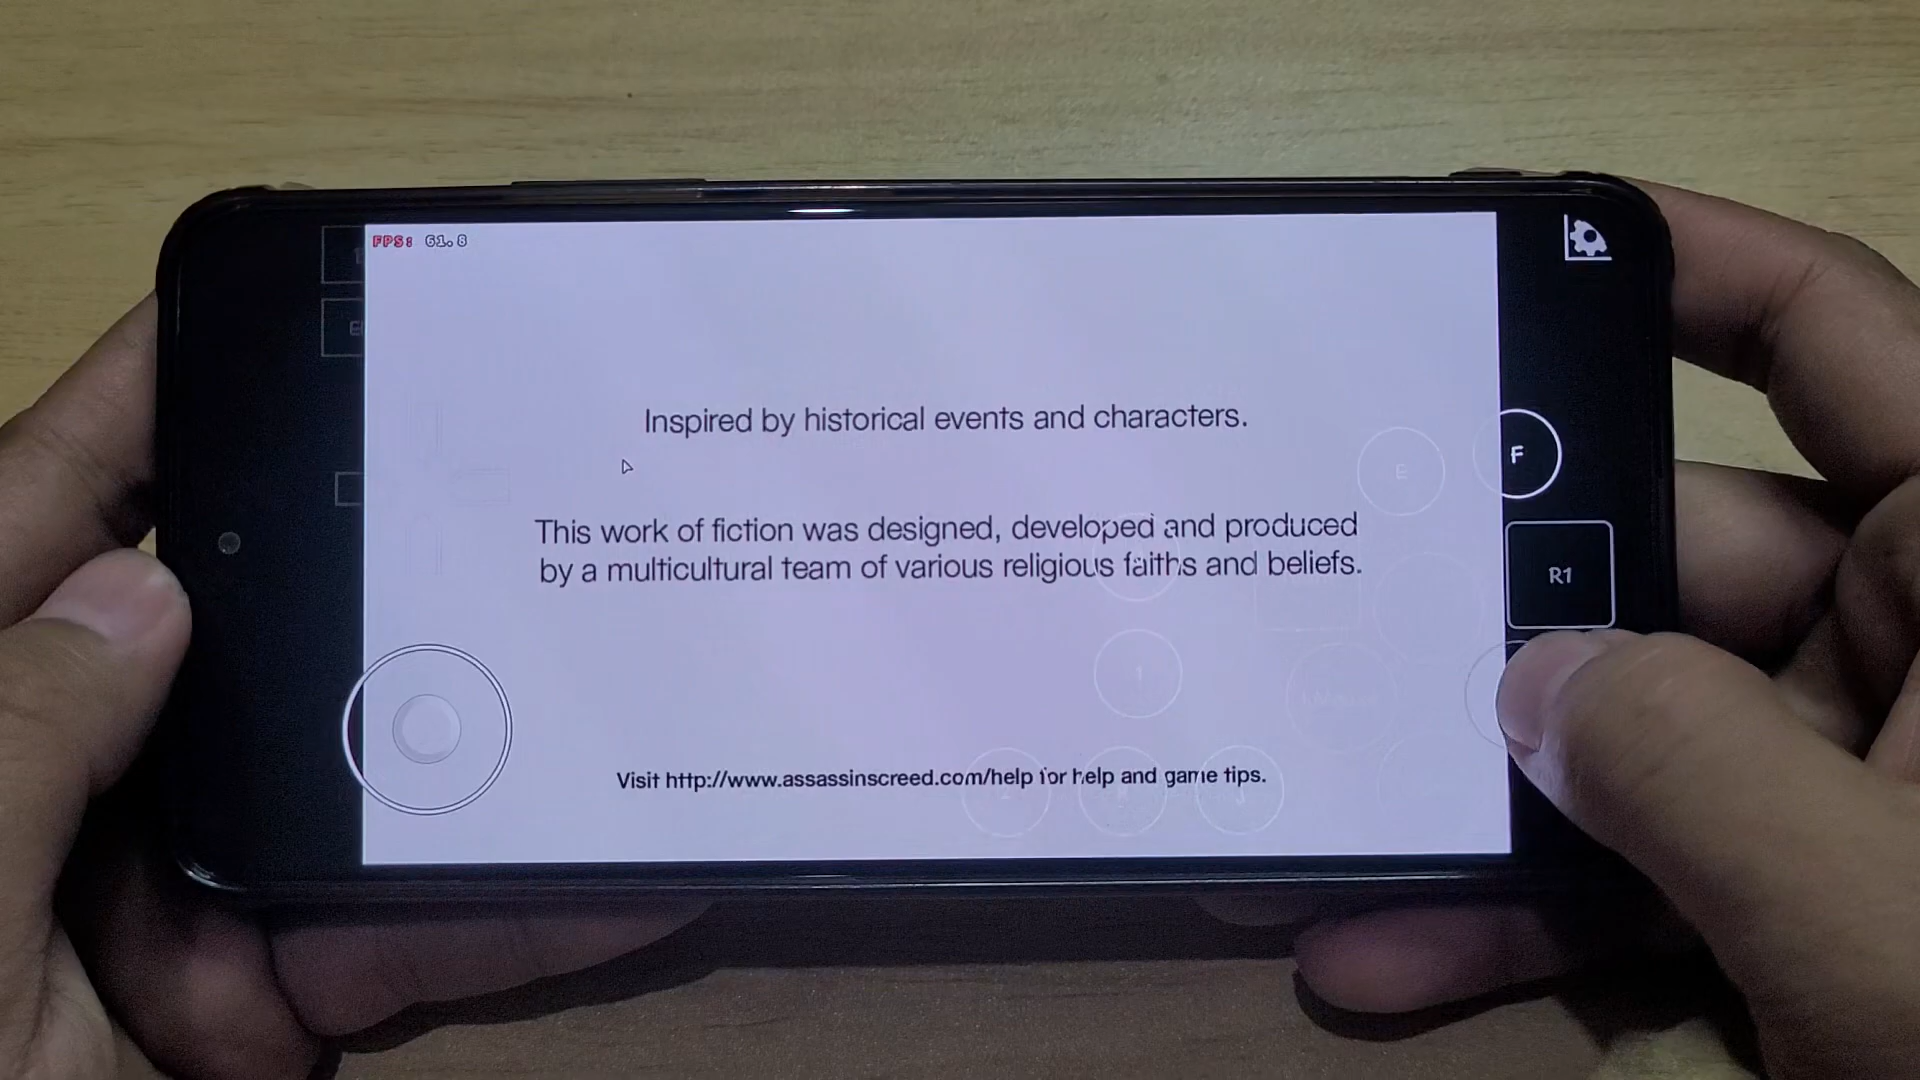 FPS: 61.8
Inspired by historical events and characters.
E
F
This work of fiction was designed, developed and produced
by a multicultural team of various religious faiths and beliefs.
R1
Visit http://www.assassinscreed.com/help for help and game tips.